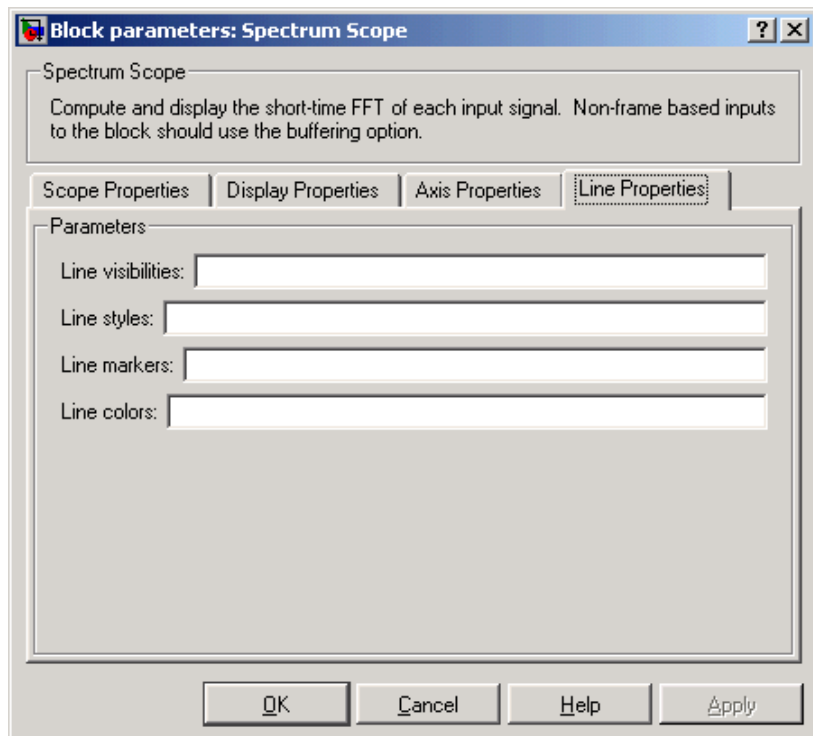 Block parameters: Spectrum Scope
Spectrum Scope
Compute and display the short-time FFT of each input signal. Non-frame based inputs
to the block should use the buffering option.
Scope Properties Display Properties Axis Properties Line Properties
Parameters
Line visibilities:
Line styles:
Line markers:
Line colors:
OK Cancel Help Apply